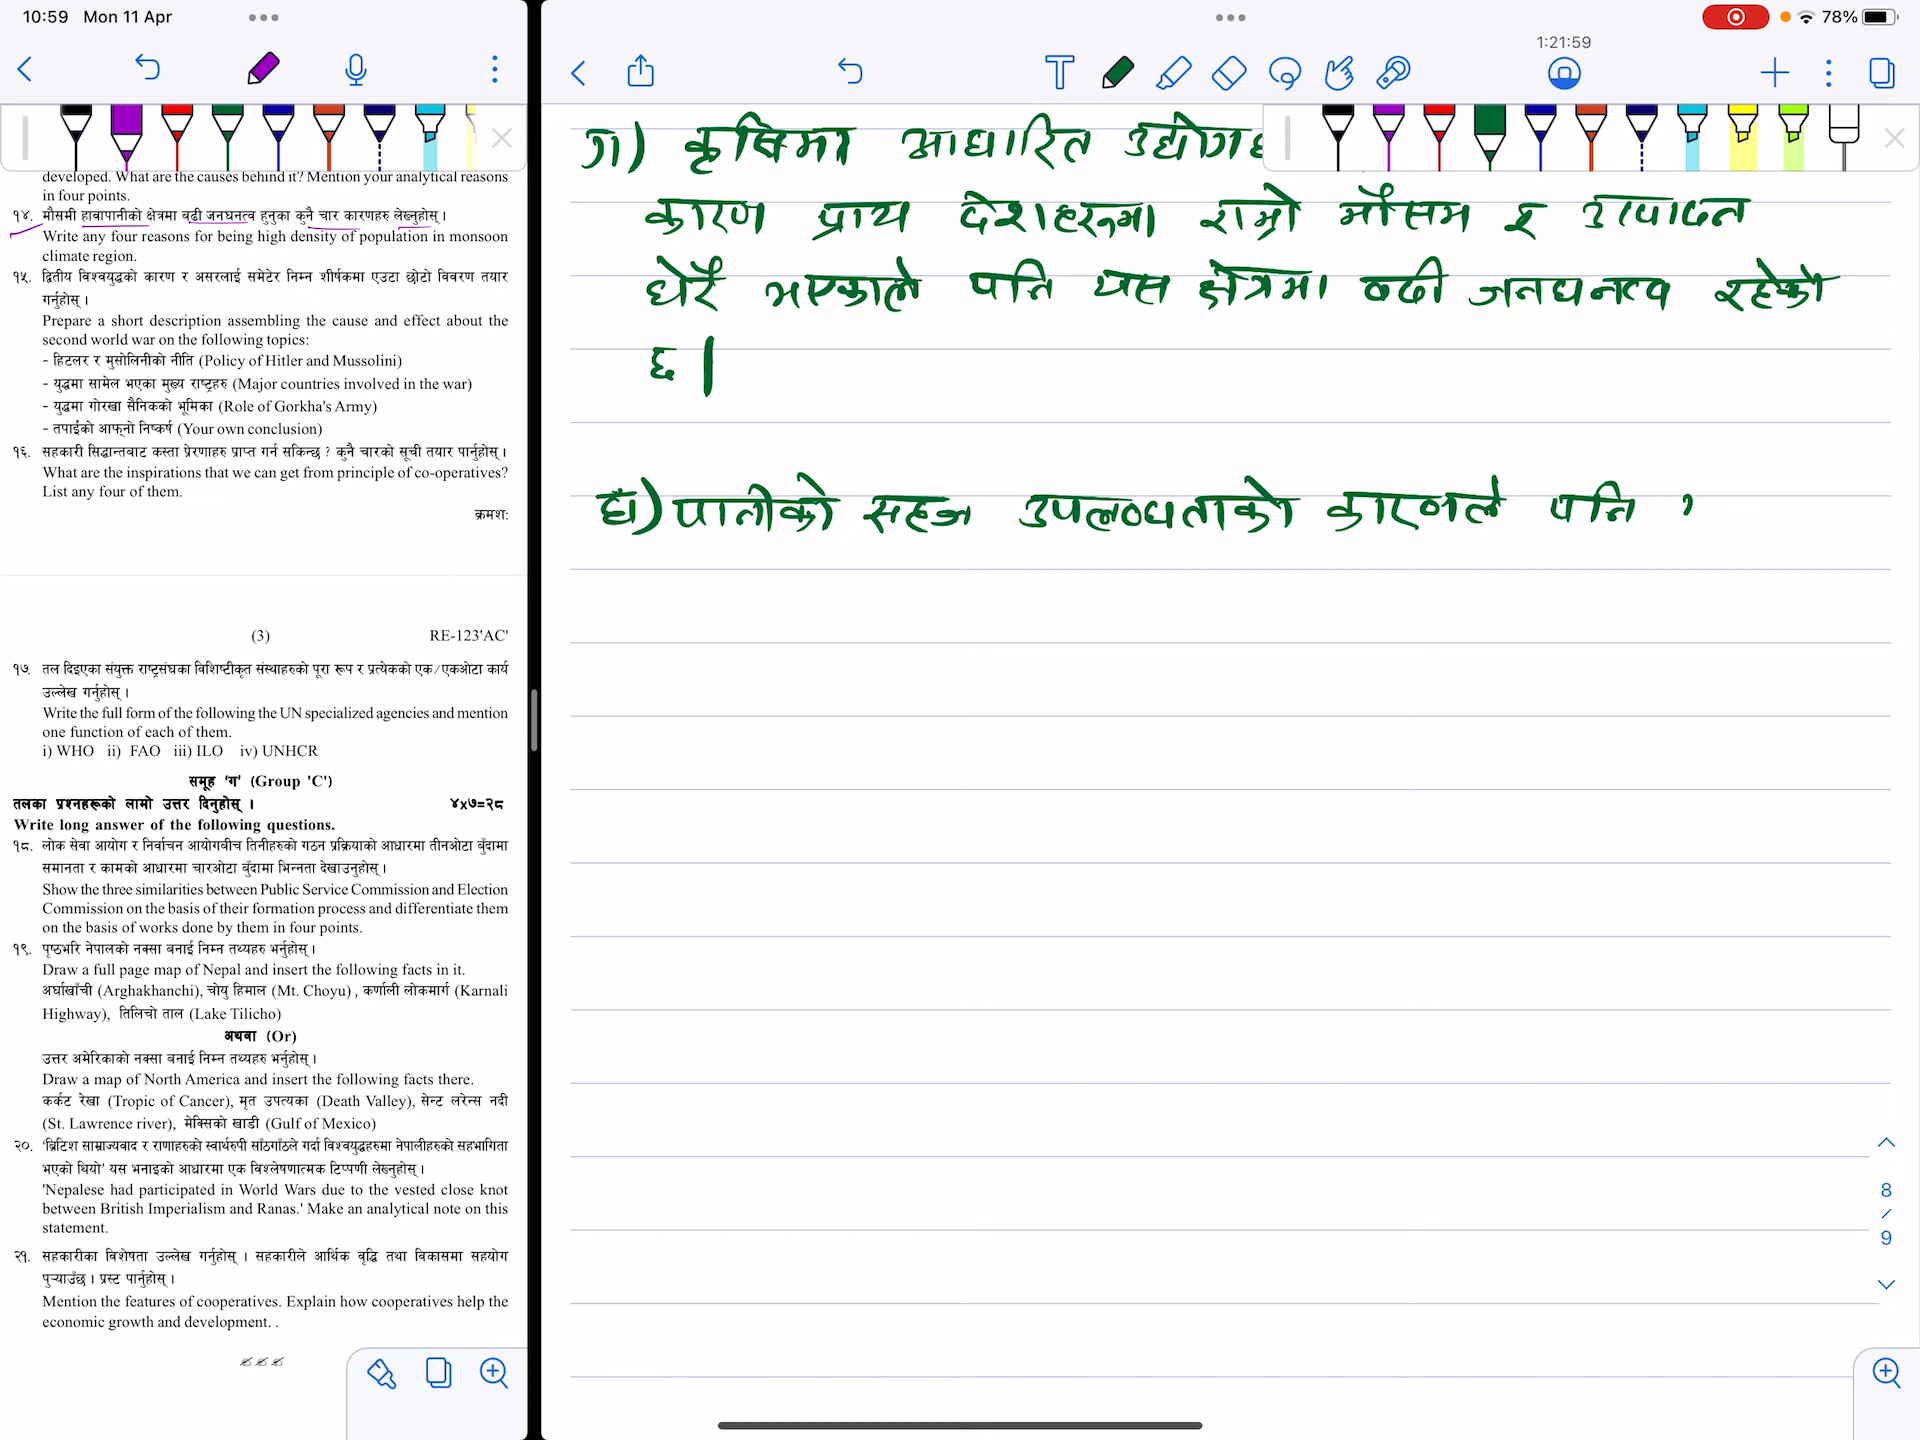 10:59 Mon 11 Apr
78%
1:21:59
developed. What are the causes behind it? Mention your analytical reasons
in four points.
१४. मौसमी हावापानीको क्षेत्रमा बढी जनघनत्व हुनुका कुनै चार कारणहरु लेख्नुहोस् ।
Write any four reasons for being high density of population in monsoon
climate region.
१५. द्वितीय विश्वयुद्धको कारण र असरलाई समेटेर निम्न शीर्षकमा एउटा छोटो विवरण तयार
गर्नुहोस् ।
Prepare a short description assembling the cause and effect about the
second world war on the following topics:
- हिटलर र मुसोलिनीको नीति (Policy of Hitler and Mussolini)
- युद्धमा सामेल भएका मुख्य राष्ट्रहरु (Major countries involved in the war)
- युद्धमा गोरखा सैनिकको भूमिका (Role of Gorkha's Army)
- तपाईंको आफ्नो निष्कर्ष (Your own conclusion)
१६. सहकारी सिद्धान्तबाट कस्ता प्रेरणाहरु प्राप्त गर्न सकिन्छ ? कुनै चारको सूची तयार पार्नुहोस् ।
What are the inspirations that we can get from principle of co-operatives?
List any four of them.
क्रमश:
(3) RE-123'AC'
१७. तल दिइएका संयुक्त राष्ट्रसंघका विशिष्टीकृत संस्थाहरुको पूरा रूप र प्रत्येकको एक/एकओटा कार्य
उल्लेख गर्नुहोस् ।
Write the full form of the following the UN specialized agencies and mention
one function of each of them.
i) WHO ii) FAO iii) ILO iv) UNHCR
समूह ‘ग’ (Group 'C')
तलका प्रश्नहरूको लामो उत्तर दिनुहोस् । ४×७=२८
Write long answer of the following questions.
१८. लोक सेवा आयोग र निर्वाचन आयोगबीच तिनीहरुको गठन प्रक्रियाको आधारमा तीनओटा बुँदामा
समानता र कामको आधारमा चारओटा बुँदामा भिन्नता देखाउनुहोस् ।
Show the three similarities between Public Service Commission and Election
Commission on the basis of their formation process and differentiate them
on the basis of works done by them in four points.
१९. पृष्ठभरि नेपालको नक्सा बनाई निम्न तथ्यहरु भर्नुहोस् ।
Draw a full page map of Nepal and insert the following facts in it.
अर्घाखाँची (Arghakhanchi), चोयु हिमाल (Mt. Choyu) , कर्णाली लोकमार्ग (Karnali
Highway), तिलिचो ताल (Lake Tilicho)
अथवा (Or)
उत्तर अमेरिकाको नक्सा बनाई निम्न तथ्यहरु भर्नुहोस् ।
Draw a map of North America and insert the following facts there.
कर्कट रेखा (Tropic of Cancer), मृत उपत्यका (Death Valley), सेन्ट लरेन्स नदी
(St. Lawrence river), मेक्सिको खाडी (Gulf of Mexico)
२०. ‘ब्रिटिश साम्राज्यवाद र राणाहरुको स्वार्थरुपी साँठगाँठले गर्दा विश्वयुद्धहरुमा नेपालीहरुको सहभागिता
भएको थियो’ यस भनाइको आधारमा एक विश्लेषणात्मक टिप्पणी लेख्नुहोस् ।
'Nepalese had participated in World Wars due to the vested close knot
between British Imperialism and Ranas.' Make an analytical note on this
statement.
२१. सहकारीका विशेषता उल्लेख गर्नुहोस् । सहकारीले आर्थिक वृद्धि तथा विकासमा सहयोग
पुर्‍याउँछ । प्रस्ट पार्नुहोस् ।
Mention the features of cooperatives. Explain how cooperatives help the
economic growth and development. .
ग) कृषिमा आधारित उद्योगह
कारण प्राय देशहरूमा राम्रो मौसम र उत्पादन
धेरै भएकाले पनि यस क्षेत्रमा बढी जनघनत्व रहेको
छ |
घ) पानीको सहज उपलब्धताको कारणले पनि ,
8
/
9